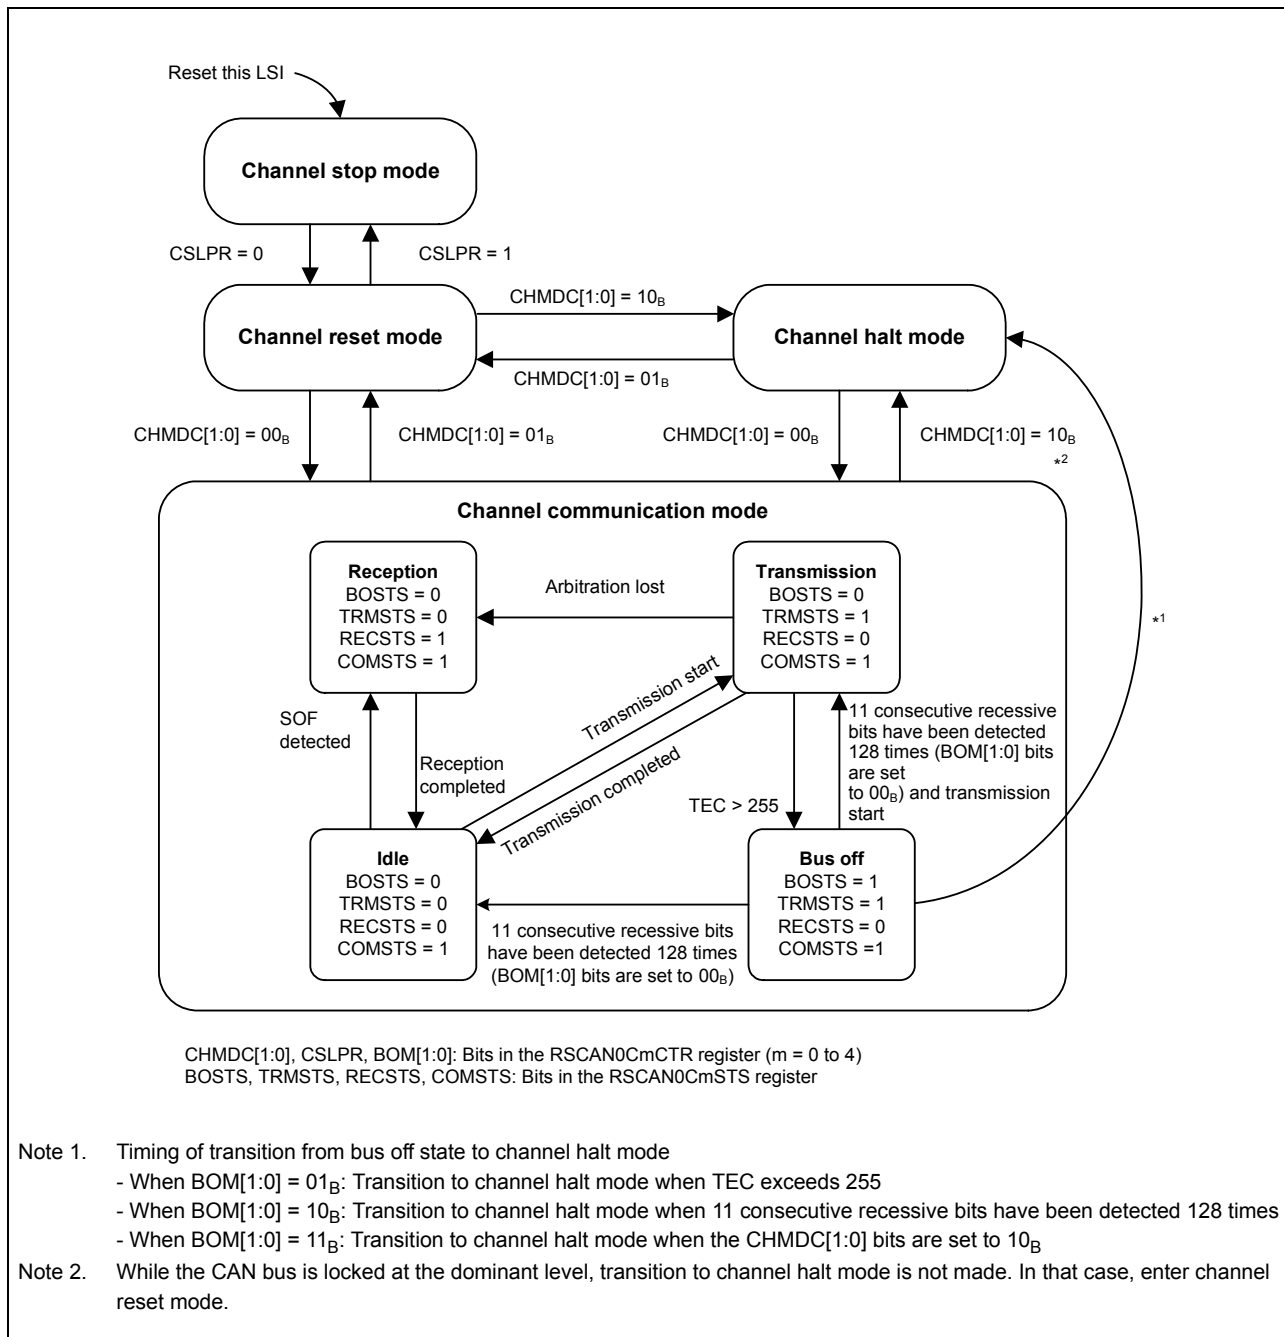 Reset this LSI
Channel stop mode
CSLPR = 0
CSLPR = 1
Channel reset mode
CHMDC[1:0] = 10B
Channel halt mode
CHMDC[1:0] = 01B
CHMDC[1:0] = 00B
CHMDC[1:0] = 01B
CHMDC[1:0] = 00B
CHMDC[1:0] = 10B
*2
Channel communication mode
Reception
BOSTS = 0
TRMSTS = 0
RECSTS = 1
COMSTS = 1
Arbitration lost
Transmission
BOSTS = 0
TRMSTS = 1
RECSTS = 0
COMSTS = 1
*1
SOF
detected
Reception
completed
Transmission start
Transmission completed
TEC > 255
11 consecutive recessive
bits have been detected
128 times (BOM[1:0] bits
are set
to 00B) and transmission
start
Idle
BOSTS = 0
TRMSTS = 0
RECSTS = 0
COMSTS = 1
Bus off
BOSTS = 1
TRMSTS = 1
RECSTS = 0
COMSTS =1
11 consecutive recessive bits
have been detected 128 times
(BOM[1:0] bits are set to 00B)
CHMDC[1:0], CSLPR, BOM[1:0]: Bits in the RSCAN0CmCTR register (m = 0 to 4)
BOSTS, TRMSTS, RECSTS, COMSTS: Bits in the RSCAN0CmSTS register
Note 1. Timing of transition from bus off state to channel halt mode
- When BOM[1:0] = 01B: Transition to channel halt mode when TEC exceeds 255
- When BOM[1:0] = 10B: Transition to channel halt mode when 11 consecutive recessive bits have been detected 128 times
- When BOM[1:0] = 11B: Transition to channel halt mode when the CHMDC[1:0] bits are set to 10B
Note 2. While the CAN bus is locked at the dominant level, transition to channel halt mode is not made. In that case, enter channel
reset mode.